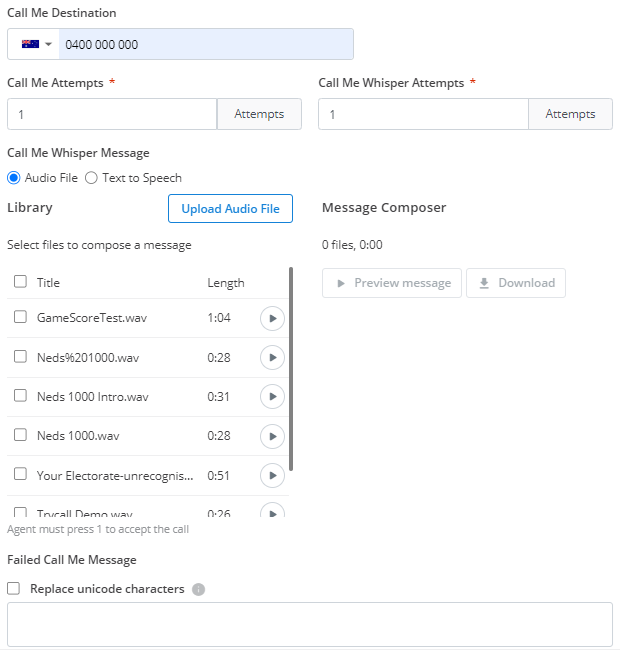 Call Me Destination
0400 000 000
Call Me Attempts *
Call Me Whisper Attempts *
1 Attempts
1 Attempts
Call Me Whisper Message
Audio File Text to Speech
Library
Upload Audio File
Message Composer
Select files to compose a message
0 files, 0:00
Preview message
Download
Title Length
GameScoreTest.wav 1:04
Neds%201000.wav 0:28
Neds 1000 Intro.wav 0:31
Neds 1000.wav 0:28
Your Electorate-unrecognis... 0:51
Trycall Demo.wav 0:26
Agent must press 1 to accept the call
Failed Call Me Message
Replace unicode characters